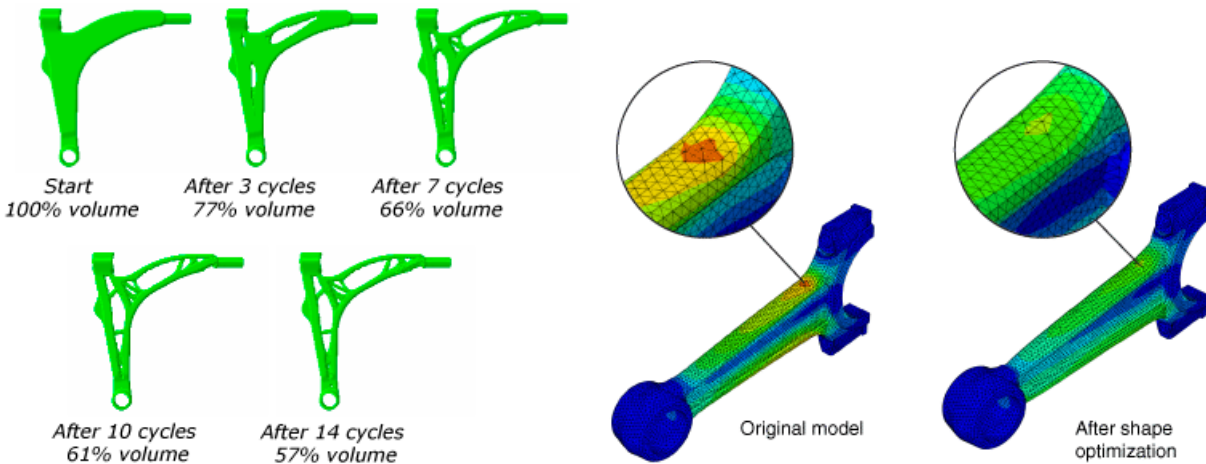 Start
100% volume
After 3 cycles
77% volume
After 7 cycles
66% volume
After 10 cycles
61% volume
After 14 cycles
57% volume
Original model
After shape
optimization